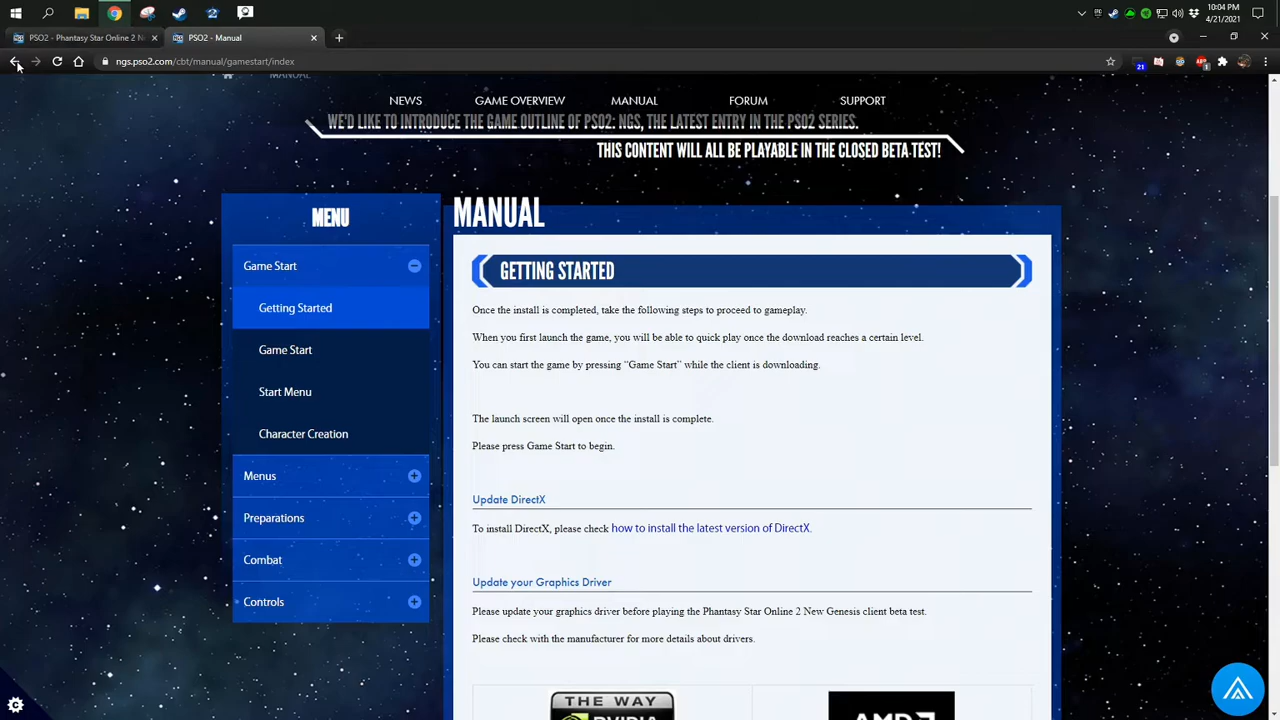 10:04 PM
4/21/2021
PSO2 - Phantasy Star Online 2 N
PSO2 - Manual
ngs.pso2.com/cbt/manual/gamestart/index
21
1
MANUAL
NEWS
GAME OVERVIEW
MANUAL
FORUM
SUPPORT
WE'D LIKE TO INTRODUCE THE GAME OUTLINE OF PSO2: NGS, THE LATEST ENTRY IN THE PSO2 SERIES.
THIS CONTENT WILL ALL BE PLAYABLE IN THE CLOSED BETA TEST!
MENU
Game Start
Getting Started
Game Start
Start Menu
Character Creation
Menus
Preparations
Combat
Controls
MANUAL
GETTING STARTED
Once the install is completed, take the following steps to proceed to gameplay.
When you first launch the game, you will be able to quick play once the download reaches a certain level.
You can start the game by pressing “Game Start” while the client is downloading.
The launch screen will open once the install is complete.
Please press Game Start to begin.
Update DirectX
To install DirectX, please check how to install the latest version of DirectX.
Update your Graphics Driver
Please update your graphics driver before playing the Phantasy Star Online 2 New Genesis client beta test.
Please check with the manufacturer for more details about drivers.
THE WAY
NVIDIA
AMD